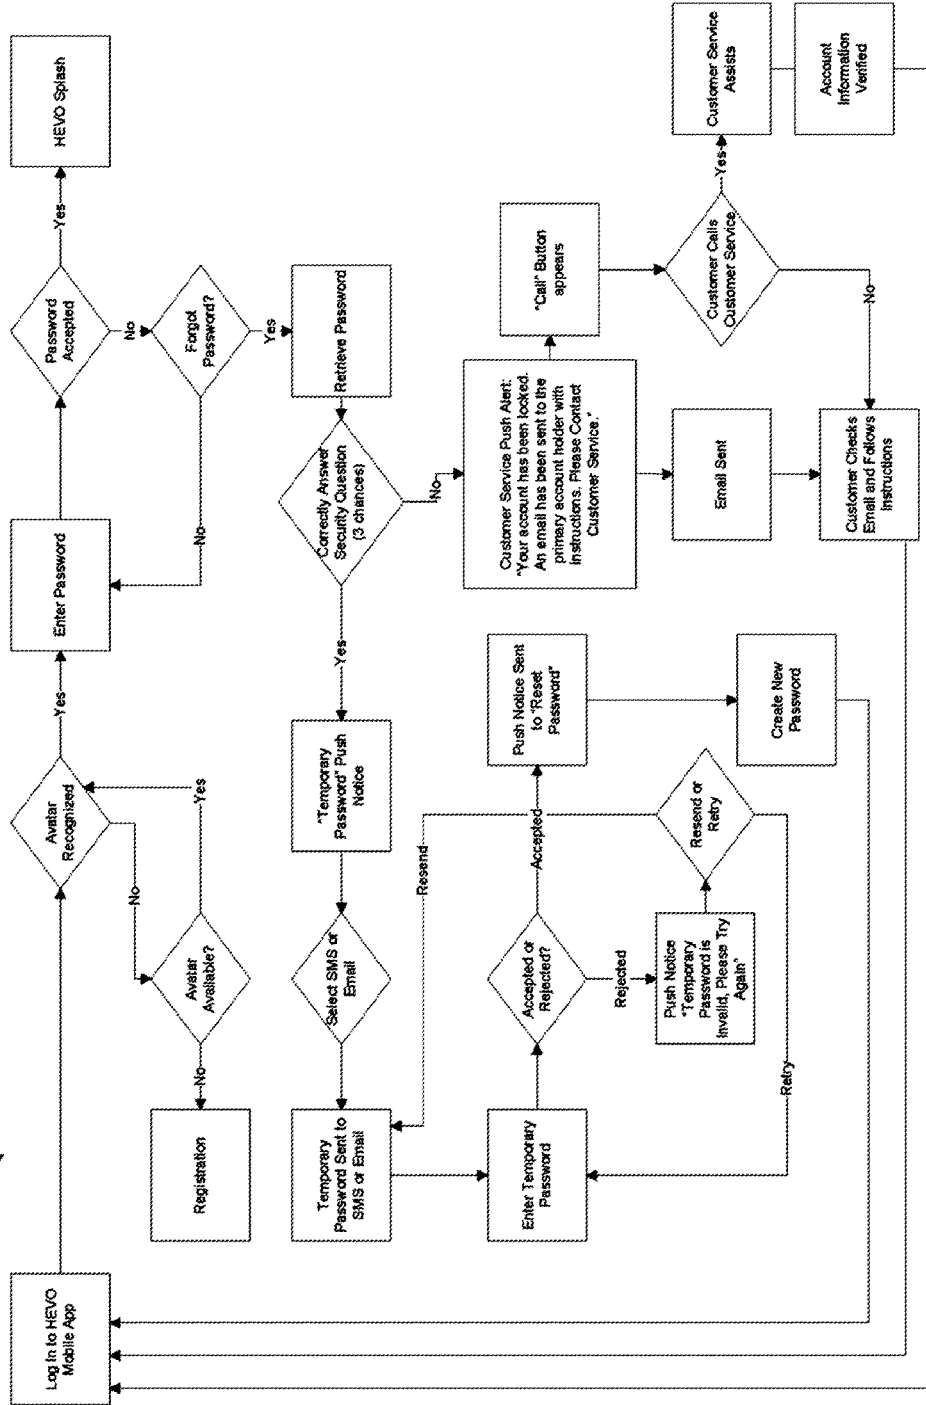 Log In to HEVO
Mobile App
Avatar
Recognized
Yes
Enter Password
Password
Accepted
Yes
HEVO Splash
No
No
Avatar
Available?
Yes
No
Registration
Forgot
Password?
No
Yes
Retrieve Password
Correctly Answer
Security Question
(3 chances)
Yes
No
"Temporary
Password" Push
Notice
Select SMS or
Email
Temporary
Password Sent to
SMS or Email
Resend
Enter Temporary
Password
Accepted or
Rejected?
Accepted
Rejected
Push Notice Sent
to "Reset
Password"
Push Notice
"Temporary
Password is
Invalid, Please Try
Again"
Resend or
Retry
Retry
Create New
Password
Customer Service Push Alert:
"Your account has been locked.
An email has been sent to the
primary account holder with
instructions. Please Contact
Customer Service."
"Call" Button
appears
Email Sent
Customer Calls
Customer Service
Yes
No
Customer Service
Assists
Customer Checks
Email and Follows
Instructions
Account
Information
Verified